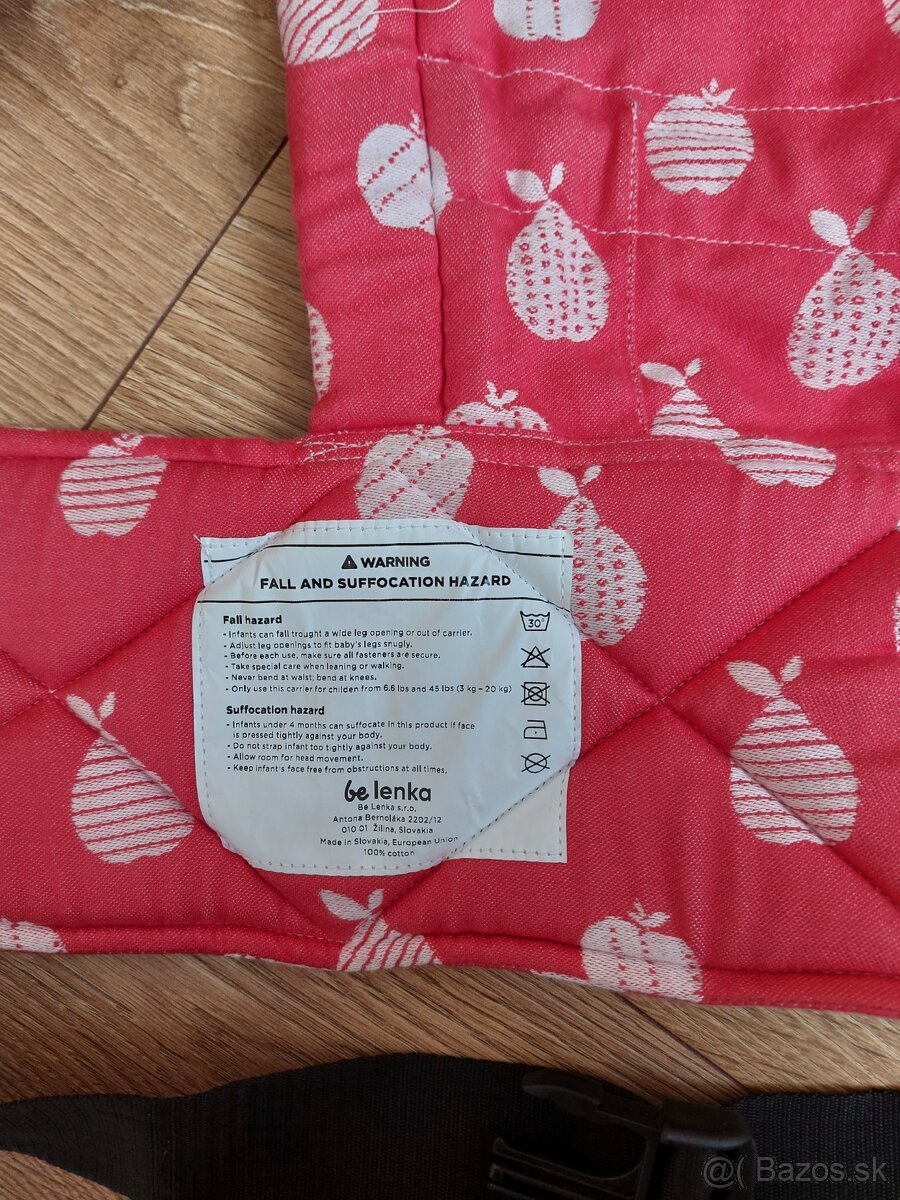 WARNING
FALL AND SUFFOCATION HAZARD
Fall hazard
- Infants can fall trought a wide leg opening or out of carrier.
- Adjust leg openings to fit baby's legs snugly.
- Before each use, make sure all fasteners are secure.
- Take special care when leaning or walking.
- Never bend at waist; bend at knees.
- Only use this carrier for childen from 6.6 lbs and 45 lbs (3 kg - 20 kg)
30°
Suffocation hazard
- Infants under 4 months can suffocate in this product if face
is pressed tightly against your body.
- Do not strap infant too tightly against your body.
- Allow room for head movement.
- Keep infant's face free from obstructions at all times.
be lenka
Be Lenka s.r.o.
Antona Bernoláka 2202/12
010 01 Žilina, Slovakia
Made in Slovakia, European Union
100% cotton
@( Bazos.sk